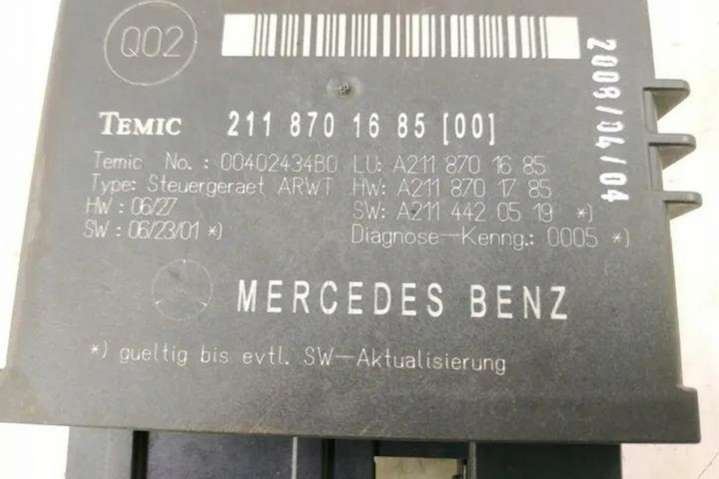 Q02
2008/04/04
TEMIC 211 870 16 85 [00]
Temic No.: 0040243480 LU: A211 870 16 85
Type: Steuergeraet ARWT HW: A211 870 17 85
HW: 06/27 SW: A211 442 05 19 *)
SW: 06/23/01 *) Diagnose-Kenng.: 0005 *)
MERCEDES BENZ
*) gueltig bis evtl. SW-Aktualisierung